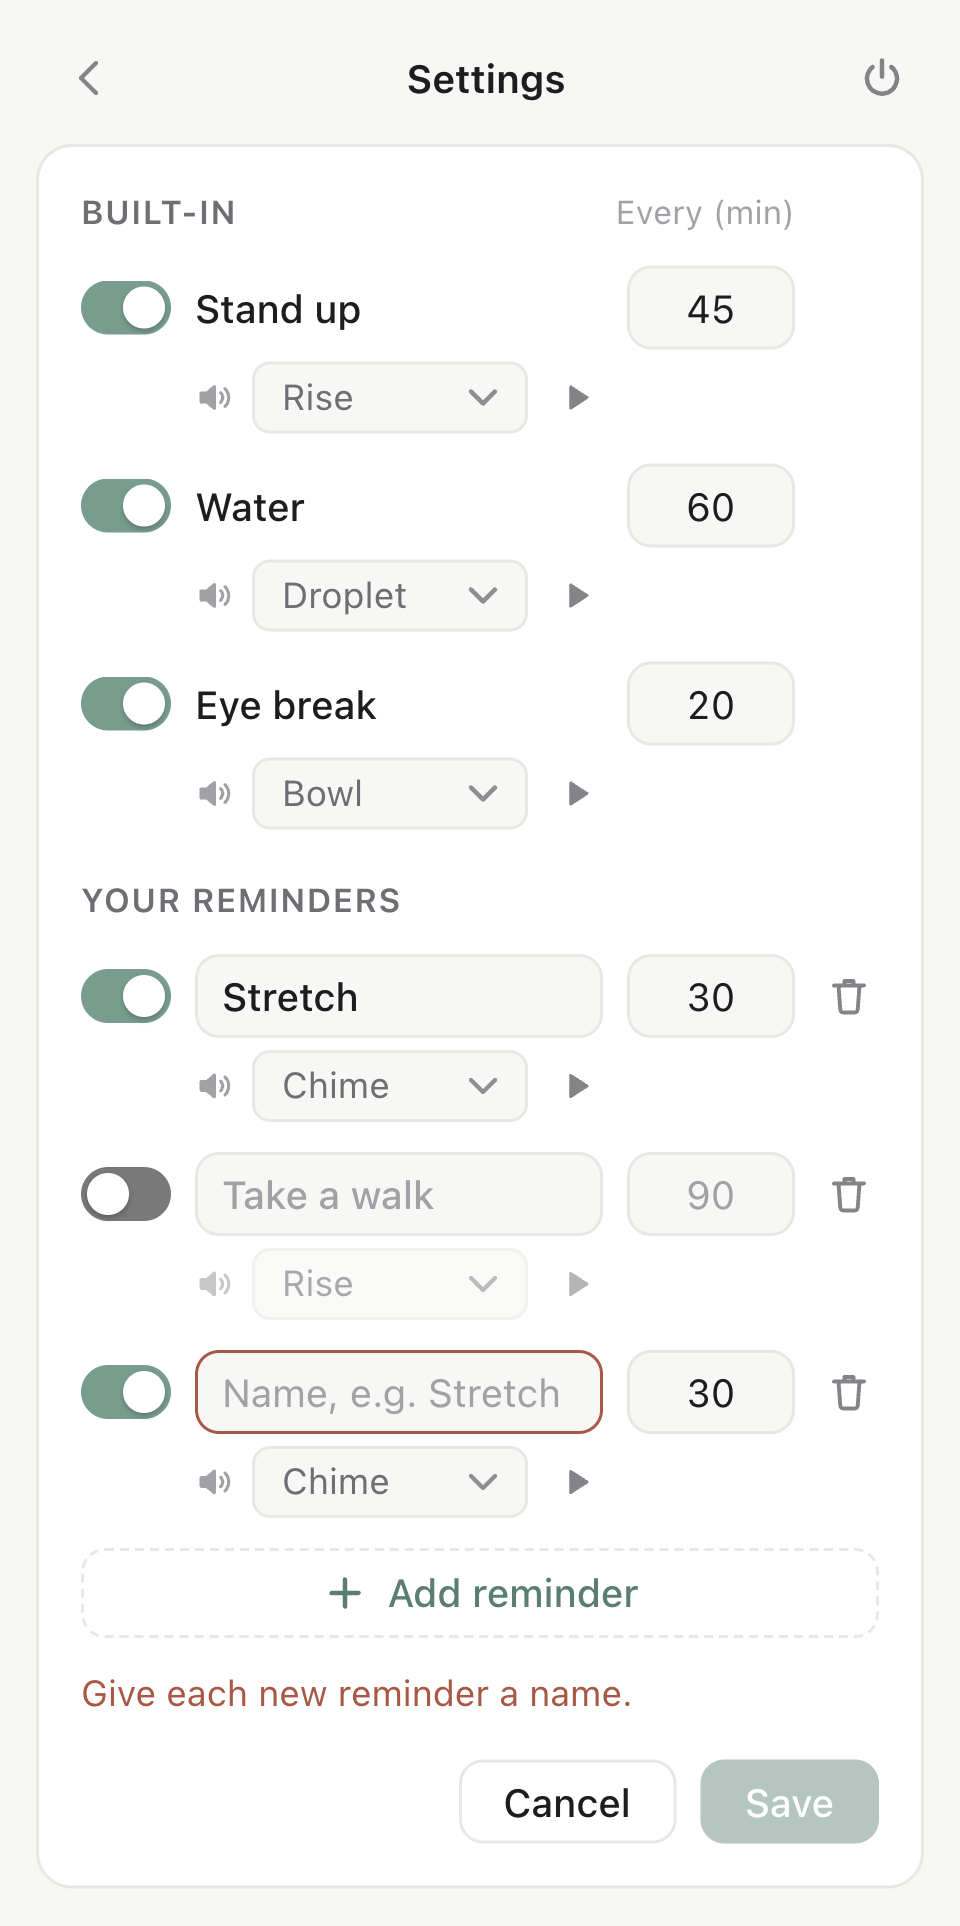 Settings
BUILT-IN Every (min)
Stand up 45
Rise
Water 60
Droplet
Eye break 20
Bowl
YOUR REMINDERS
Stretch 30
Chime
Take a walk 90
Rise
Name, e.g. Stretch 30
Chime
+ Add reminder
Give each new reminder a name.
Cancel Save